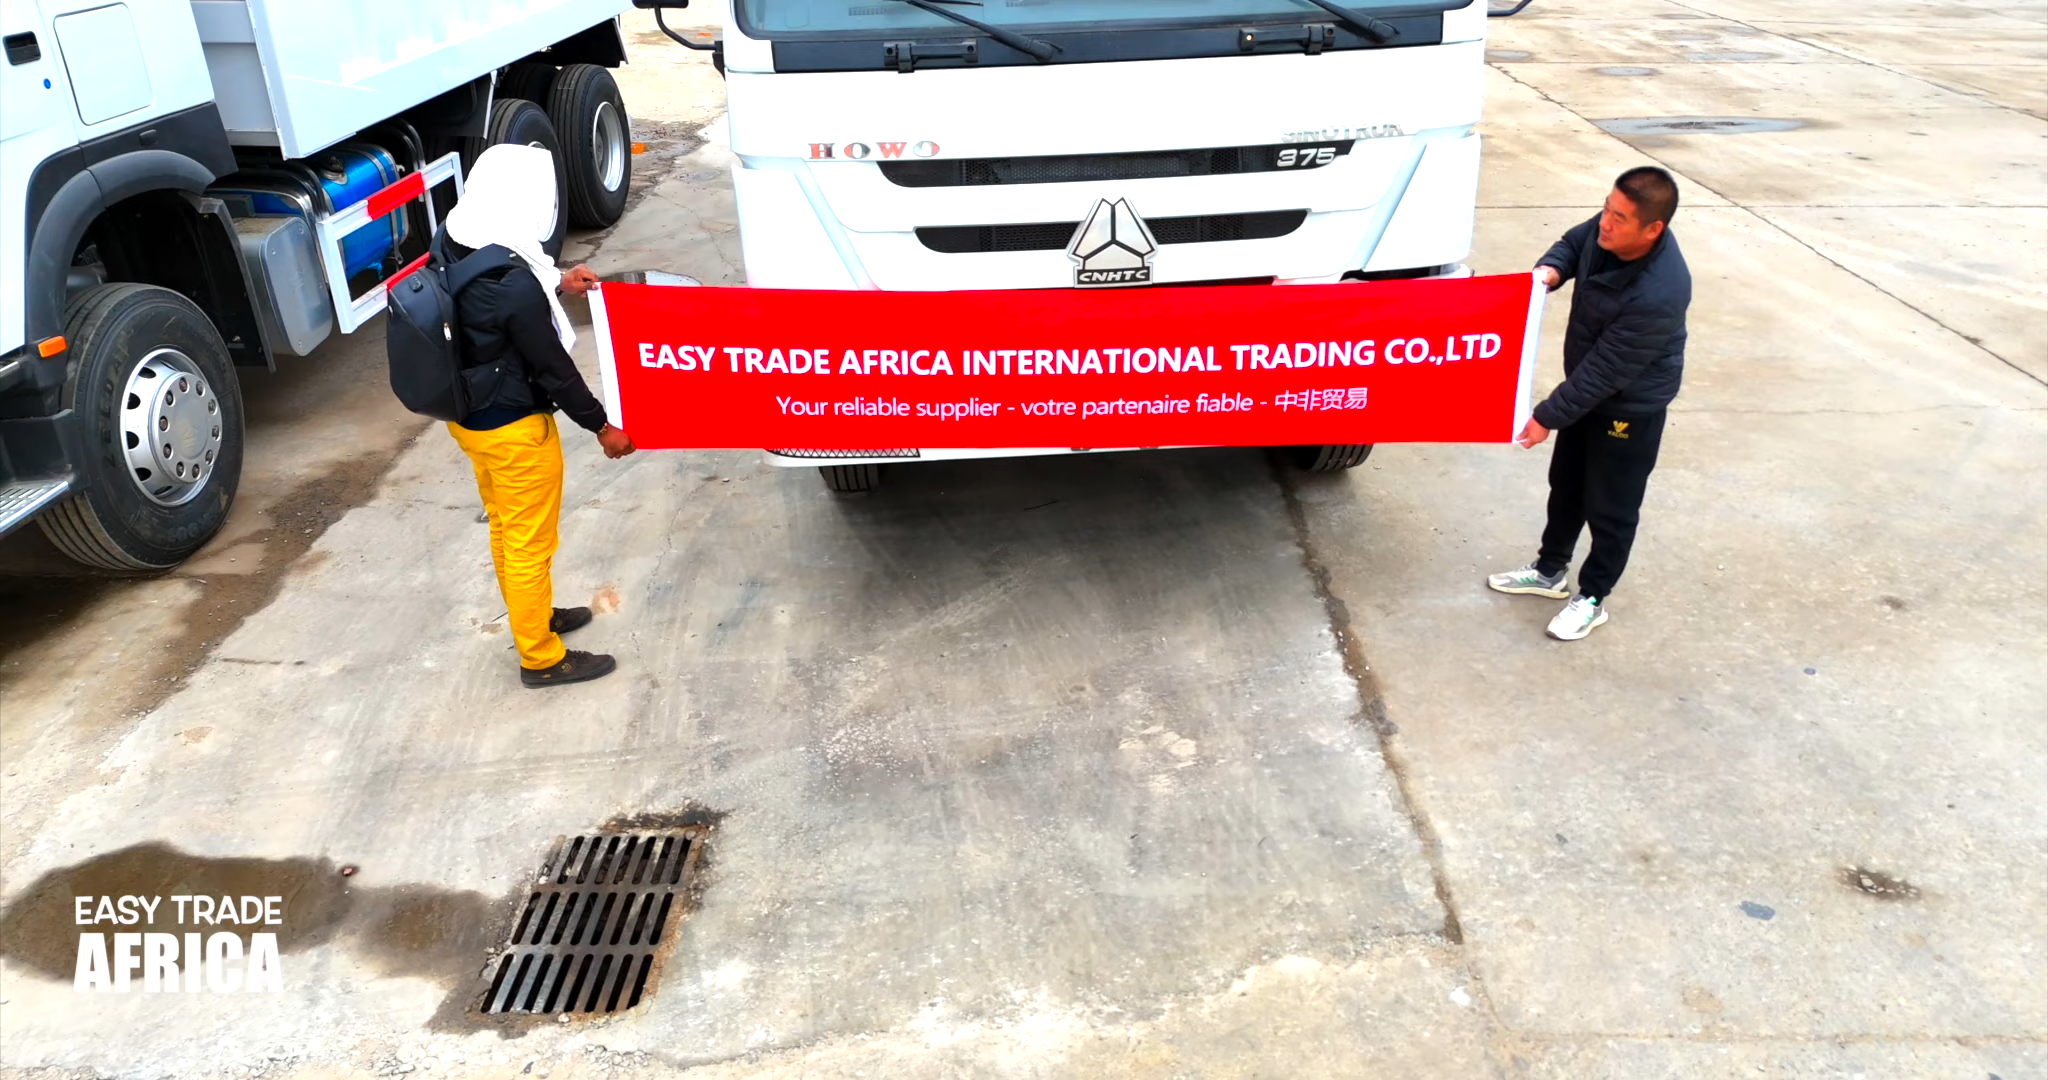 HOWO
SINOTRUK
375
CNHTC
EASY TRADE AFRICA INTERNATIONAL TRADING CO.,LTD
Your reliable supplier - votre partenaire fiable - 中非贸易
EASY TRADE
AFRICA